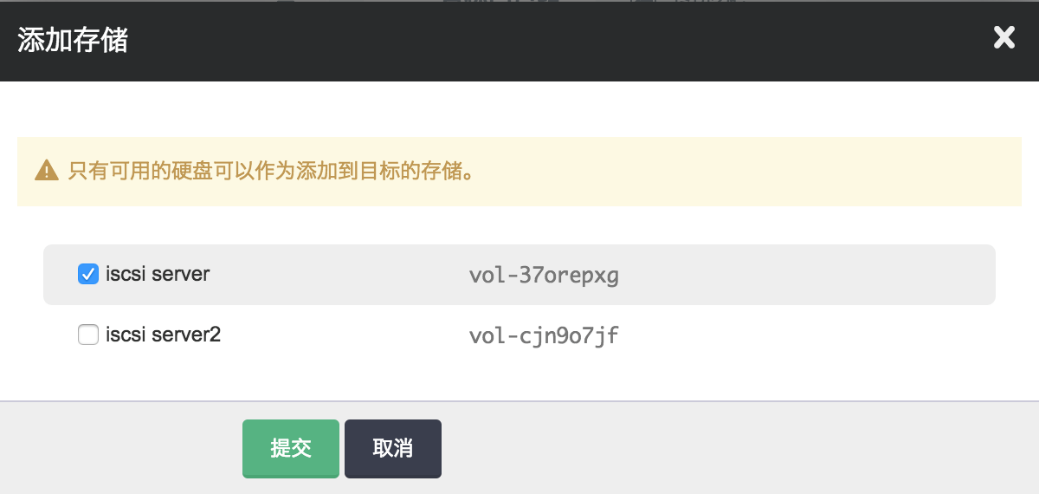 添加存储
只有可用的硬盘可以作为添加到目标的存储。
iscsi server vol-37orepxg
iscsi server2 vol-cjn9o7jf
提交 取消